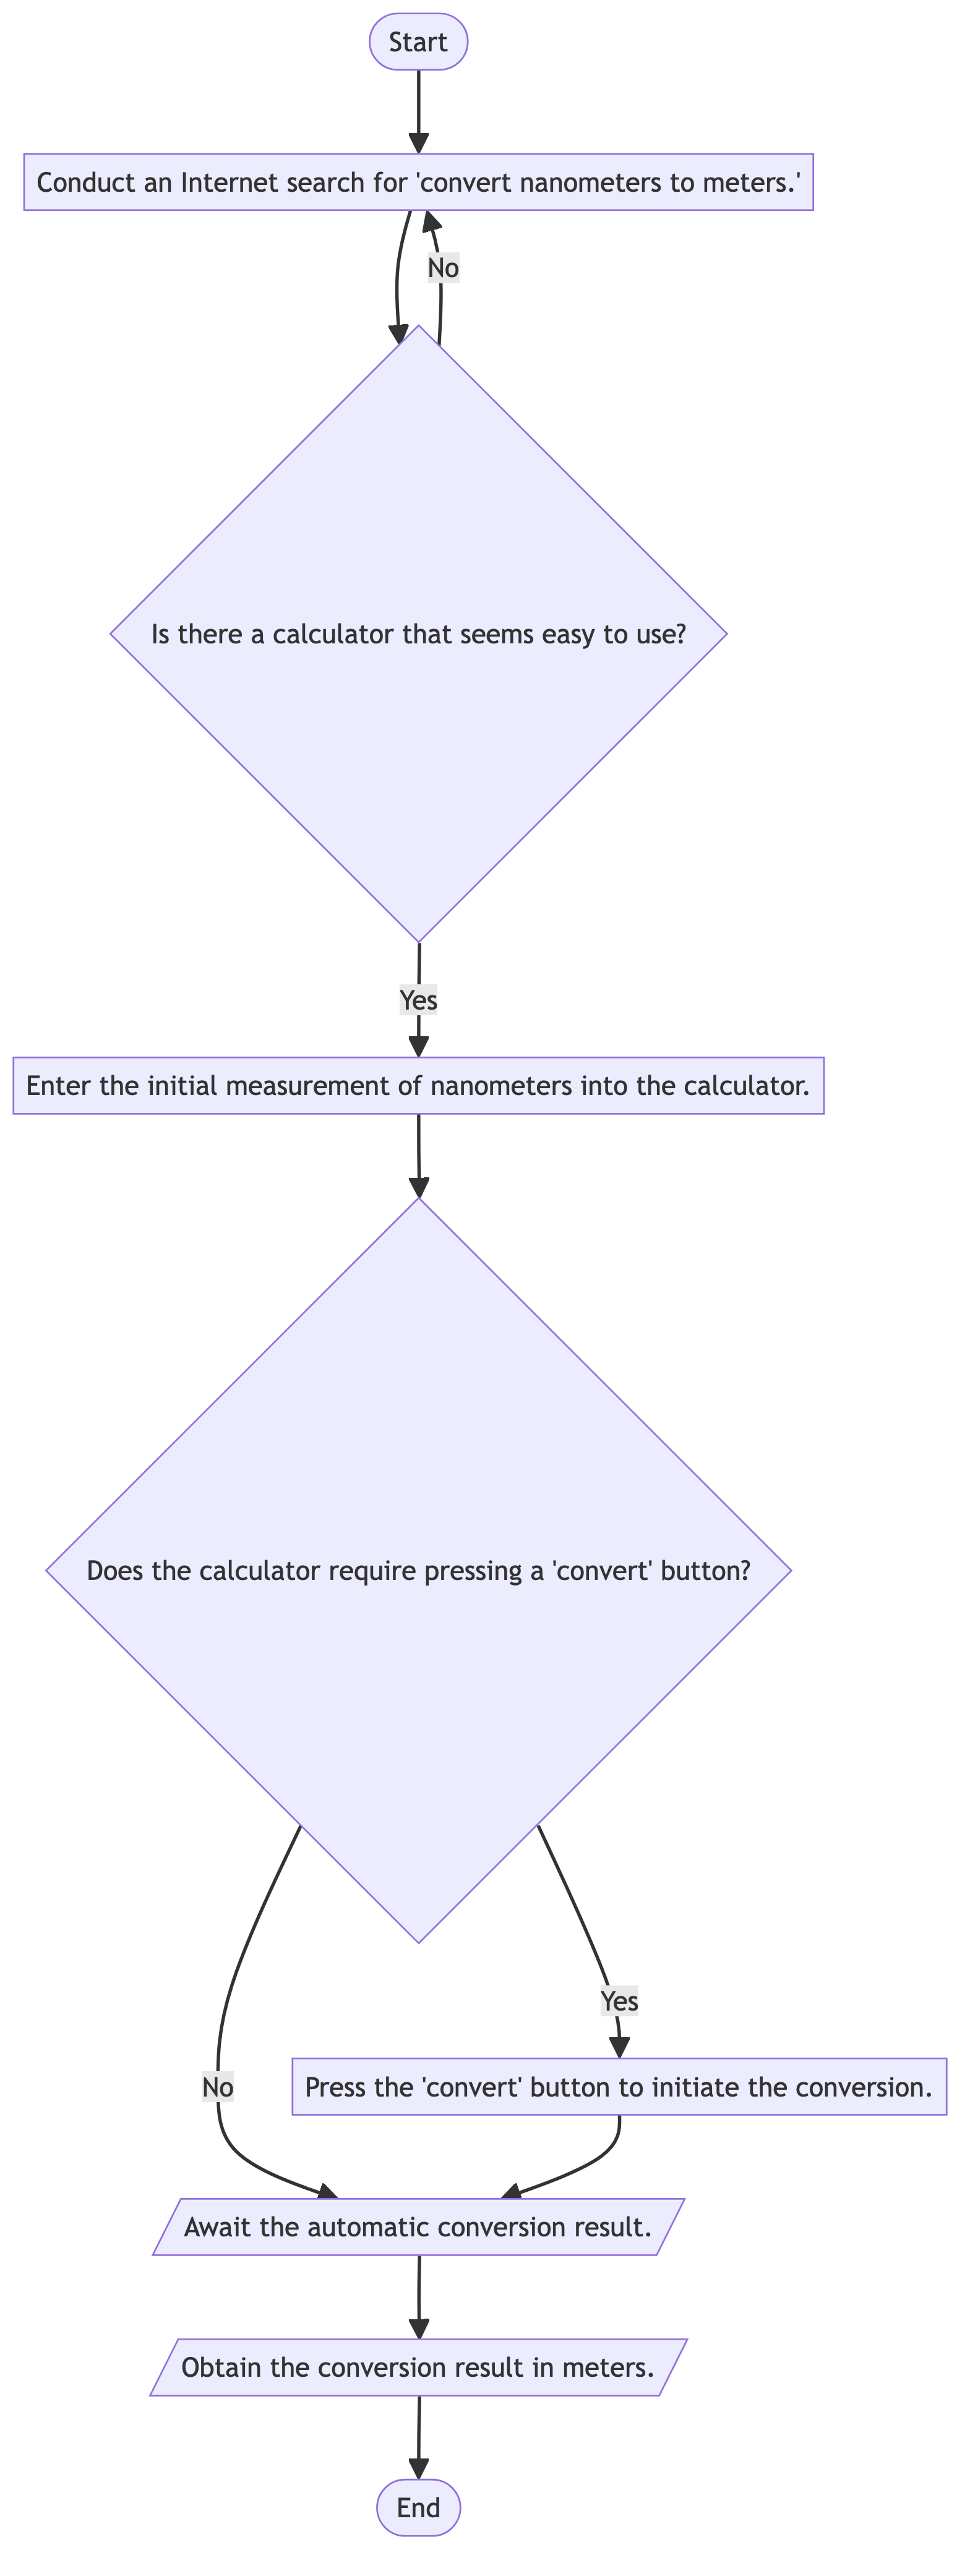 Start
Conduct an Internet search for 'convert nanometers to meters.'
No
Is there a calculator that seems easy to use?
Yes
Enter the initial measurement of nanometers into the calculator.
Does the calculator require pressing a 'convert' button?
Yes
No
Press the 'convert' button to initiate the conversion.
Await the automatic conversion result.
Obtain the conversion result in meters.
End